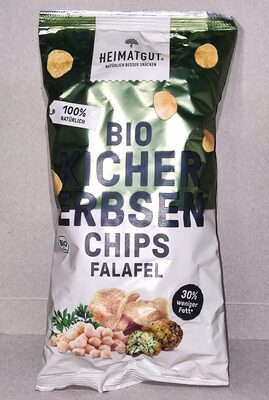 HEIMATGUT®
NATÜRLICH BESSER SNACKEN
100%
NATÜRLICH
BIO
KICHER
ERBSEN
CHIPS
FALAFEL
BIO
30%
weniger
Fett*